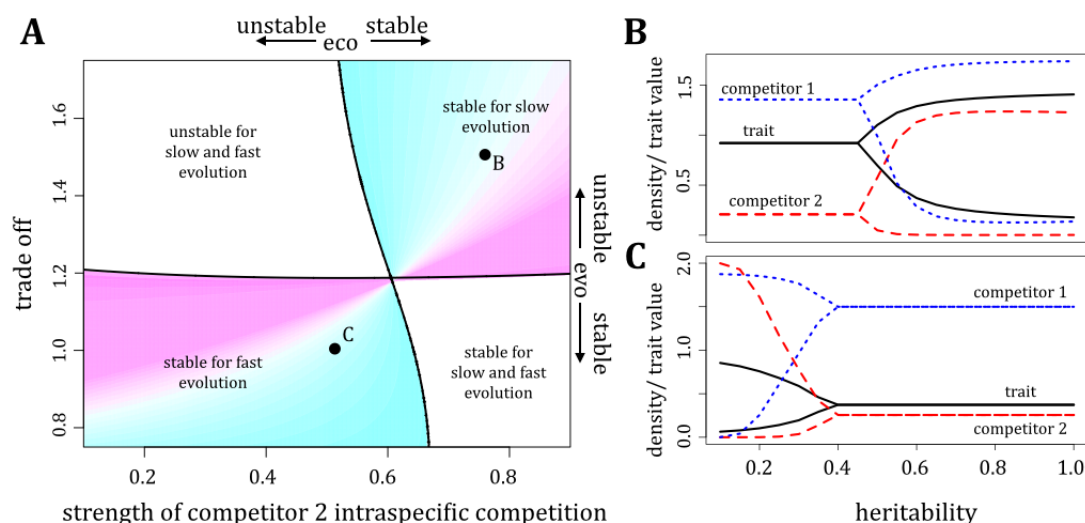 A
unstable stable
eco
trade off
1.6
1.4
1.2
1.0
0.8
unstable for
slow and fast
evolution
stable for slow
evolution
B
C
stable for fast
evolution
stable for
slow and fast
evolution
unstable
evo
stable
0.2 0.4 0.6 0.8
strength of competitor 2 intraspecific competition
B
density/ trait value
1.5
0.5
competitor 1
trait
competitor 2
C
density/ trait value
2.0
1.0
0.0
competitor 1
trait
competitor 2
0.2 0.4 0.6 0.8 1.0
heritability